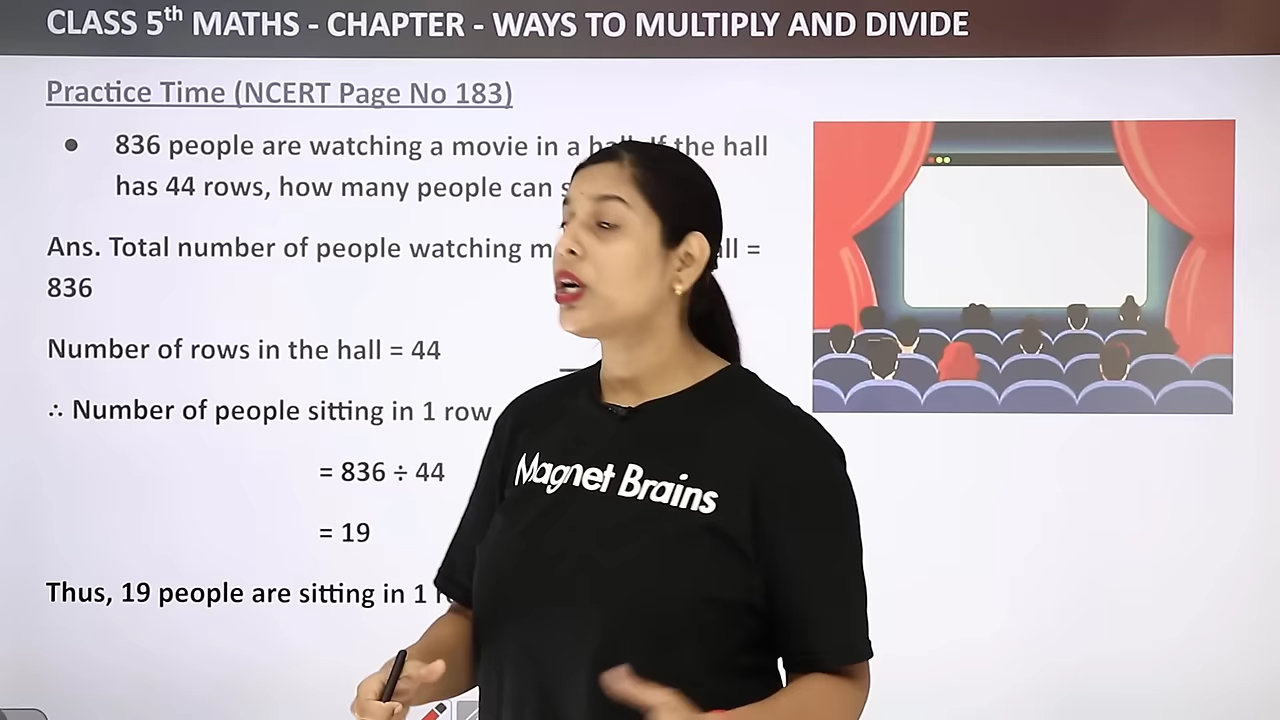 CLASS 5th MATHS - CHAPTER - WAYS TO MULTIPLY AND DIVIDE
Practice Time (NCERT Page No 183)
• 836 people are watching a movie in a the hall
has 44 rows, how many people can
Ans. Total number of people watching =
836
Number of rows in the hall = 44
∴ Number of people sitting in 1 row
= 836 ÷ 44
= 19
Thus, 19 people are sitting in 1
Magnet Brains